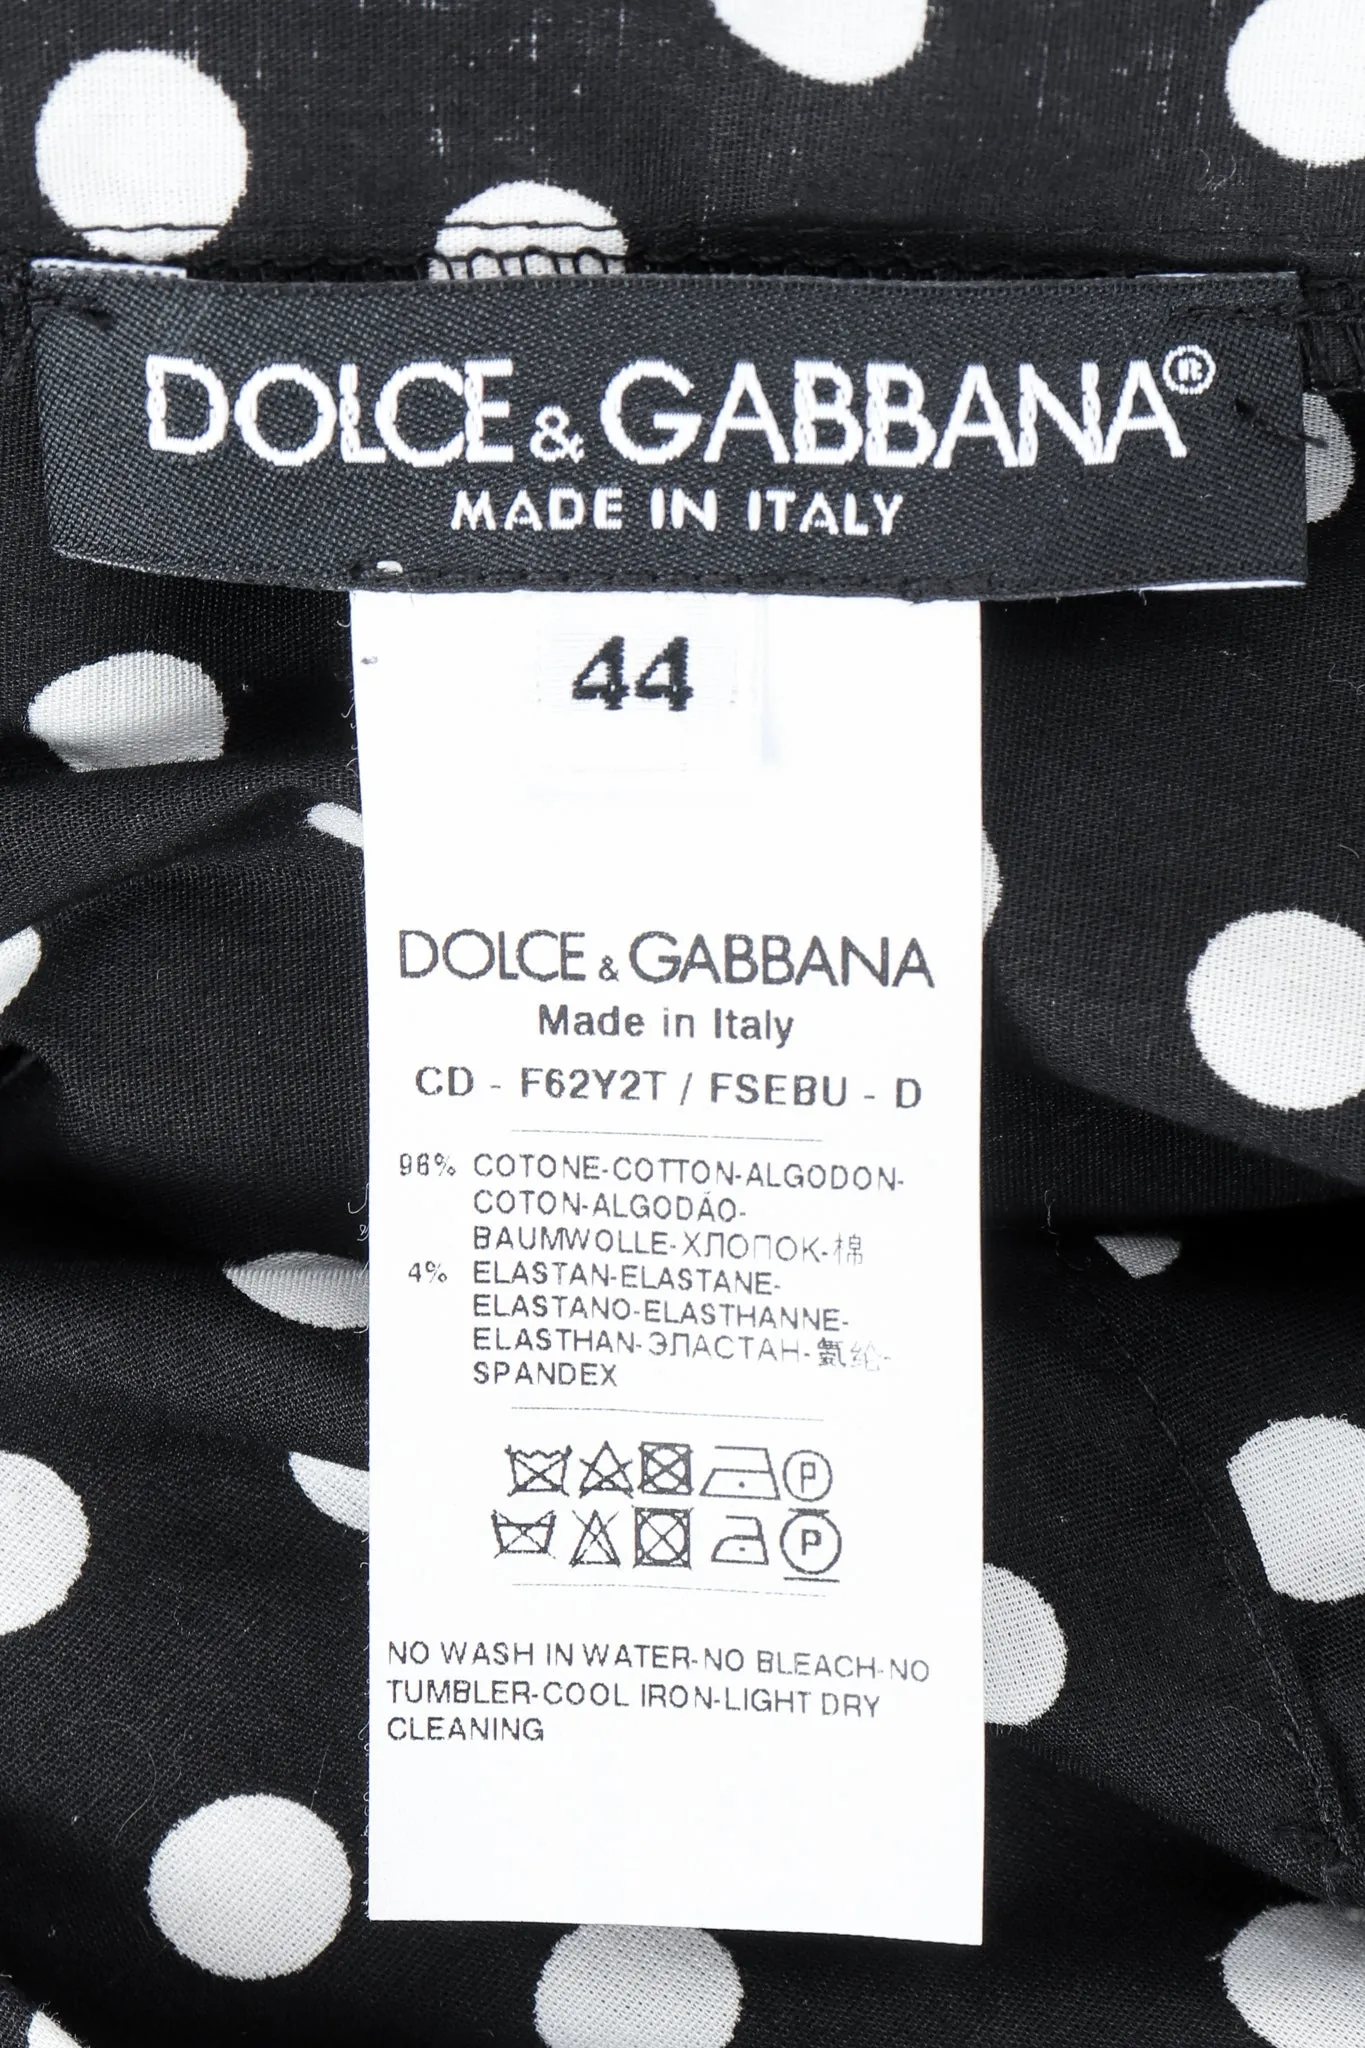 DOLCE & GABBANA®
MADE IN ITALY
44
DOLCE & GABBANA
Made in Italy
CD - F62Y2T / FSEBU - D
96% COTONE-COTTON-ALGODON-
COTON-ALGODÃO-
BAUMWOLLE-ХЛОПОК-棉
4% ELASTAN-ELASTANE-
ELASTANO-ELASTHANNE-
ELASTHAN-ЭЛАСТАН-氨纶-
SPANDEX
P
P
NO WASH IN WATER-NO BLEACH-NO
TUMBLER-COOL IRON-LIGHT DRY
CLEANING